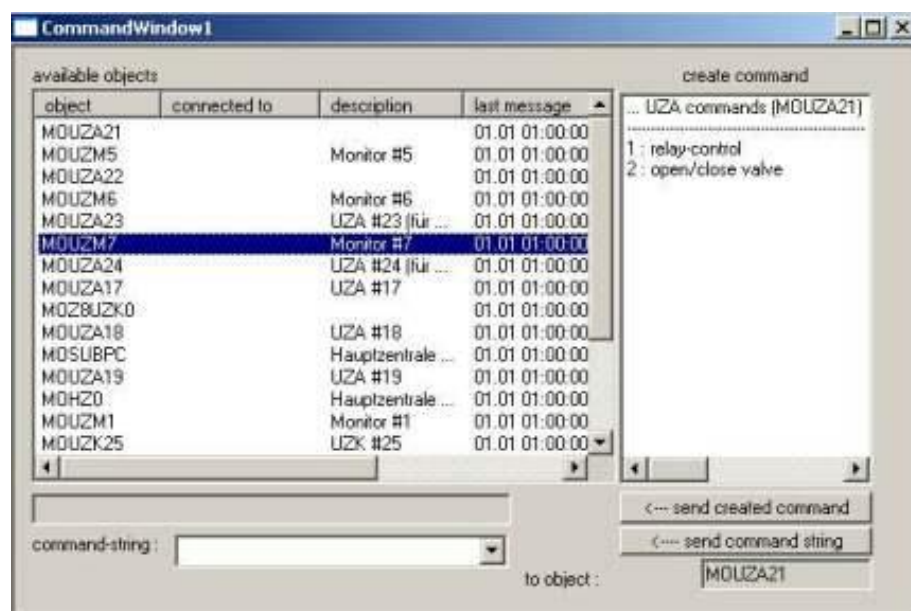 CommandWindow1
available objects
create command
object connected to description last message
MOUZA21 01.01 01:00:00
MOUZM5 Monitor #5 01.01 01:00:00
MOUZA22 01.01 01:00:00
MOUZM6 Monitor #6 01.01 01:00:00
MOUZA23 UZA #23 (für ... 01.01 01:00:00
MOUZM7 Monitor #7 01.01 01:00:00
MOUZA24 UZA #24 (für ... 01.01 01:00:00
MOUZA17 UZA #17 01.01 01:00:00
MOZ8UZK0 01.01 01:00:00
MOUZA18 UZA #18 01.01 01:00:00
MOSUBPC Hauptzentrale ... 01.01 01:00:00
MOUZA19 UZA #19 01.01 01:00:00
MOHZ0 Hauptzentrale ... 01.01 01:00:00
MOUZM1 Monitor #1 01.01 01:00:00
MOUZK25 UZK #25 01.01 01:00:00
... UZA commands (MOUZA21)
1 : relay-control
2 : open/close valve
<--- send created command
command-string :
<---- send command string
to object : MOUZA21